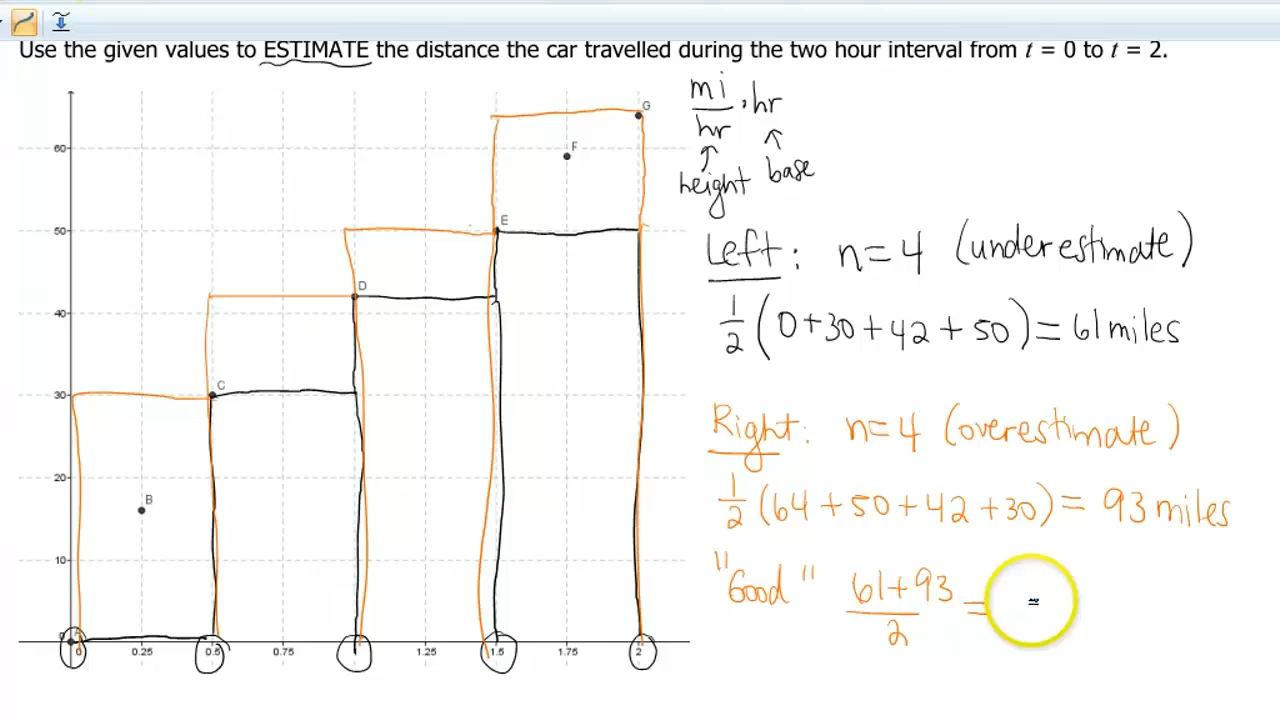 Use the given values to ESTIMATE the distance the car travelled during the two hour interval from t = 0 to t = 2.
mi/hr · hr
height base
Left: n=4 (underestimate)
1/2 (0+30+42+50) = 61 miles
Right: n=4 (overestimate)
1/2 (64+50+42+30) = 93 miles
"Good" 61+93/2 =
G
F
60
E
50
D
40
C
30
20
B
10
A
0 0.25 0.5 0.75 1.25 1.5 1.75 2